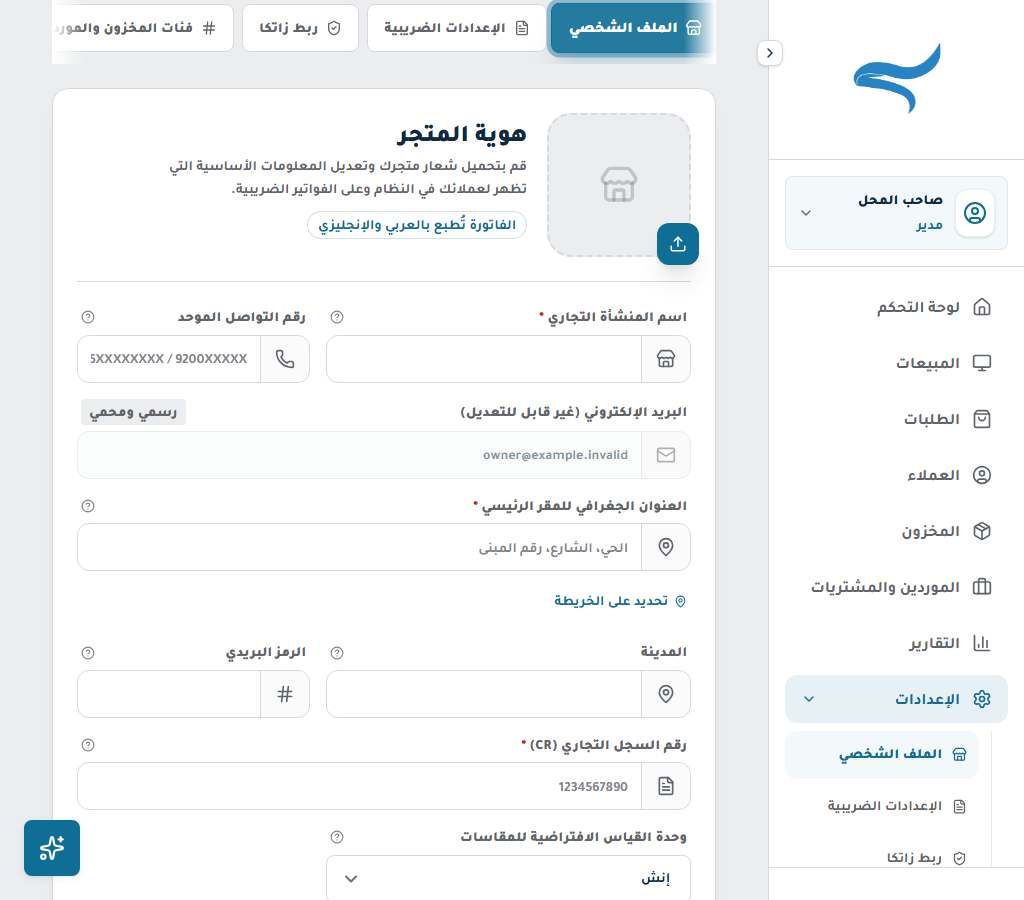 الملف الشخصي
الإعدادات الضريبية
ربط زاتكا
فئات المخزون والمورد
صاحب المحل
مدير
لوحة التحكم
المبيعات
الطلبات
العملاء
المخزون
الموردين والمشتريات
التقارير
الإعدادات
الملف الشخصي
الإعدادات الضريبية
ربط زاتكا
هوية المتجر
قم بتحميل شعار متجرك وتعديل المعلومات الأساسية التي
تظهر لعملائك في النظام وعلى الفواتير الضريبية.
الفاتورة تُطبع بالعربي والإنجليزي
اسم المنشأة التجاري *
رقم التواصل الموحد
5XXXXXXXX / 9200XXXXX
البريد الإلكتروني (غير قابل للتعديل)
رسمي ومحمي
owner@example.invalid
العنوان الجغرافي للمقر الرئيسي *
الحي، الشارع، رقم المبنى
تحديد على الخريطة
المدينة
الرمز البريدي
رقم السجل التجاري (CR) *
1234567890
وحدة القياس الافتراضية للمقاسات
إنش